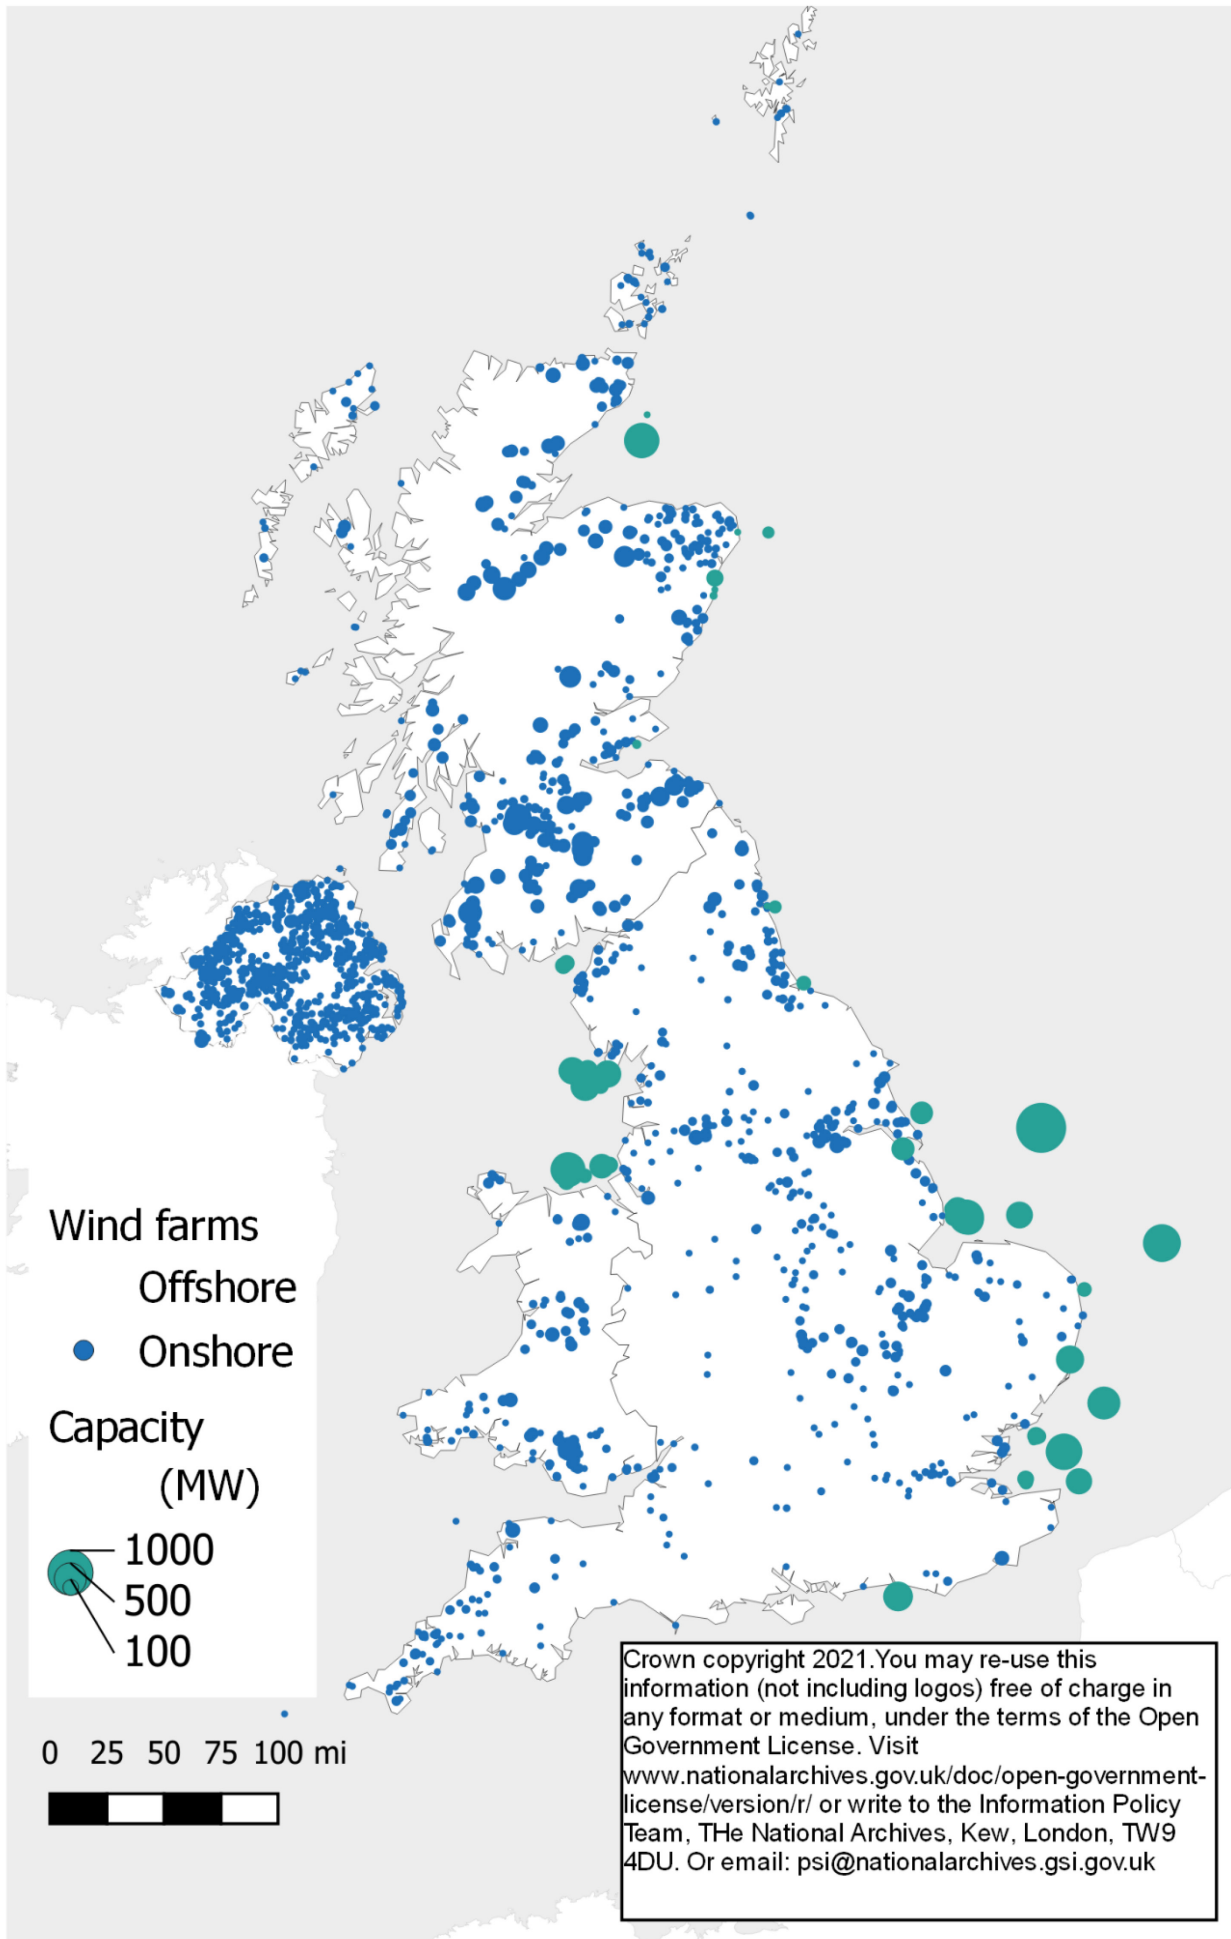 Wind farms
Offshore
Onshore
Capacity
(MW)
1000
500
100
0 25 50 75 100 mi
Crown copyright 2021.You may re-use this
information (not including logos) free of charge in
any format or medium, under the terms of the Open
Government License. Visit
www.nationalarchives.gov.uk/doc/open-government-
license/version/r/ or write to the Information Policy
Team, THe National Archives, Kew, London, TW9
4DU. Or email: psi@nationalarchives.gsi.gov.uk